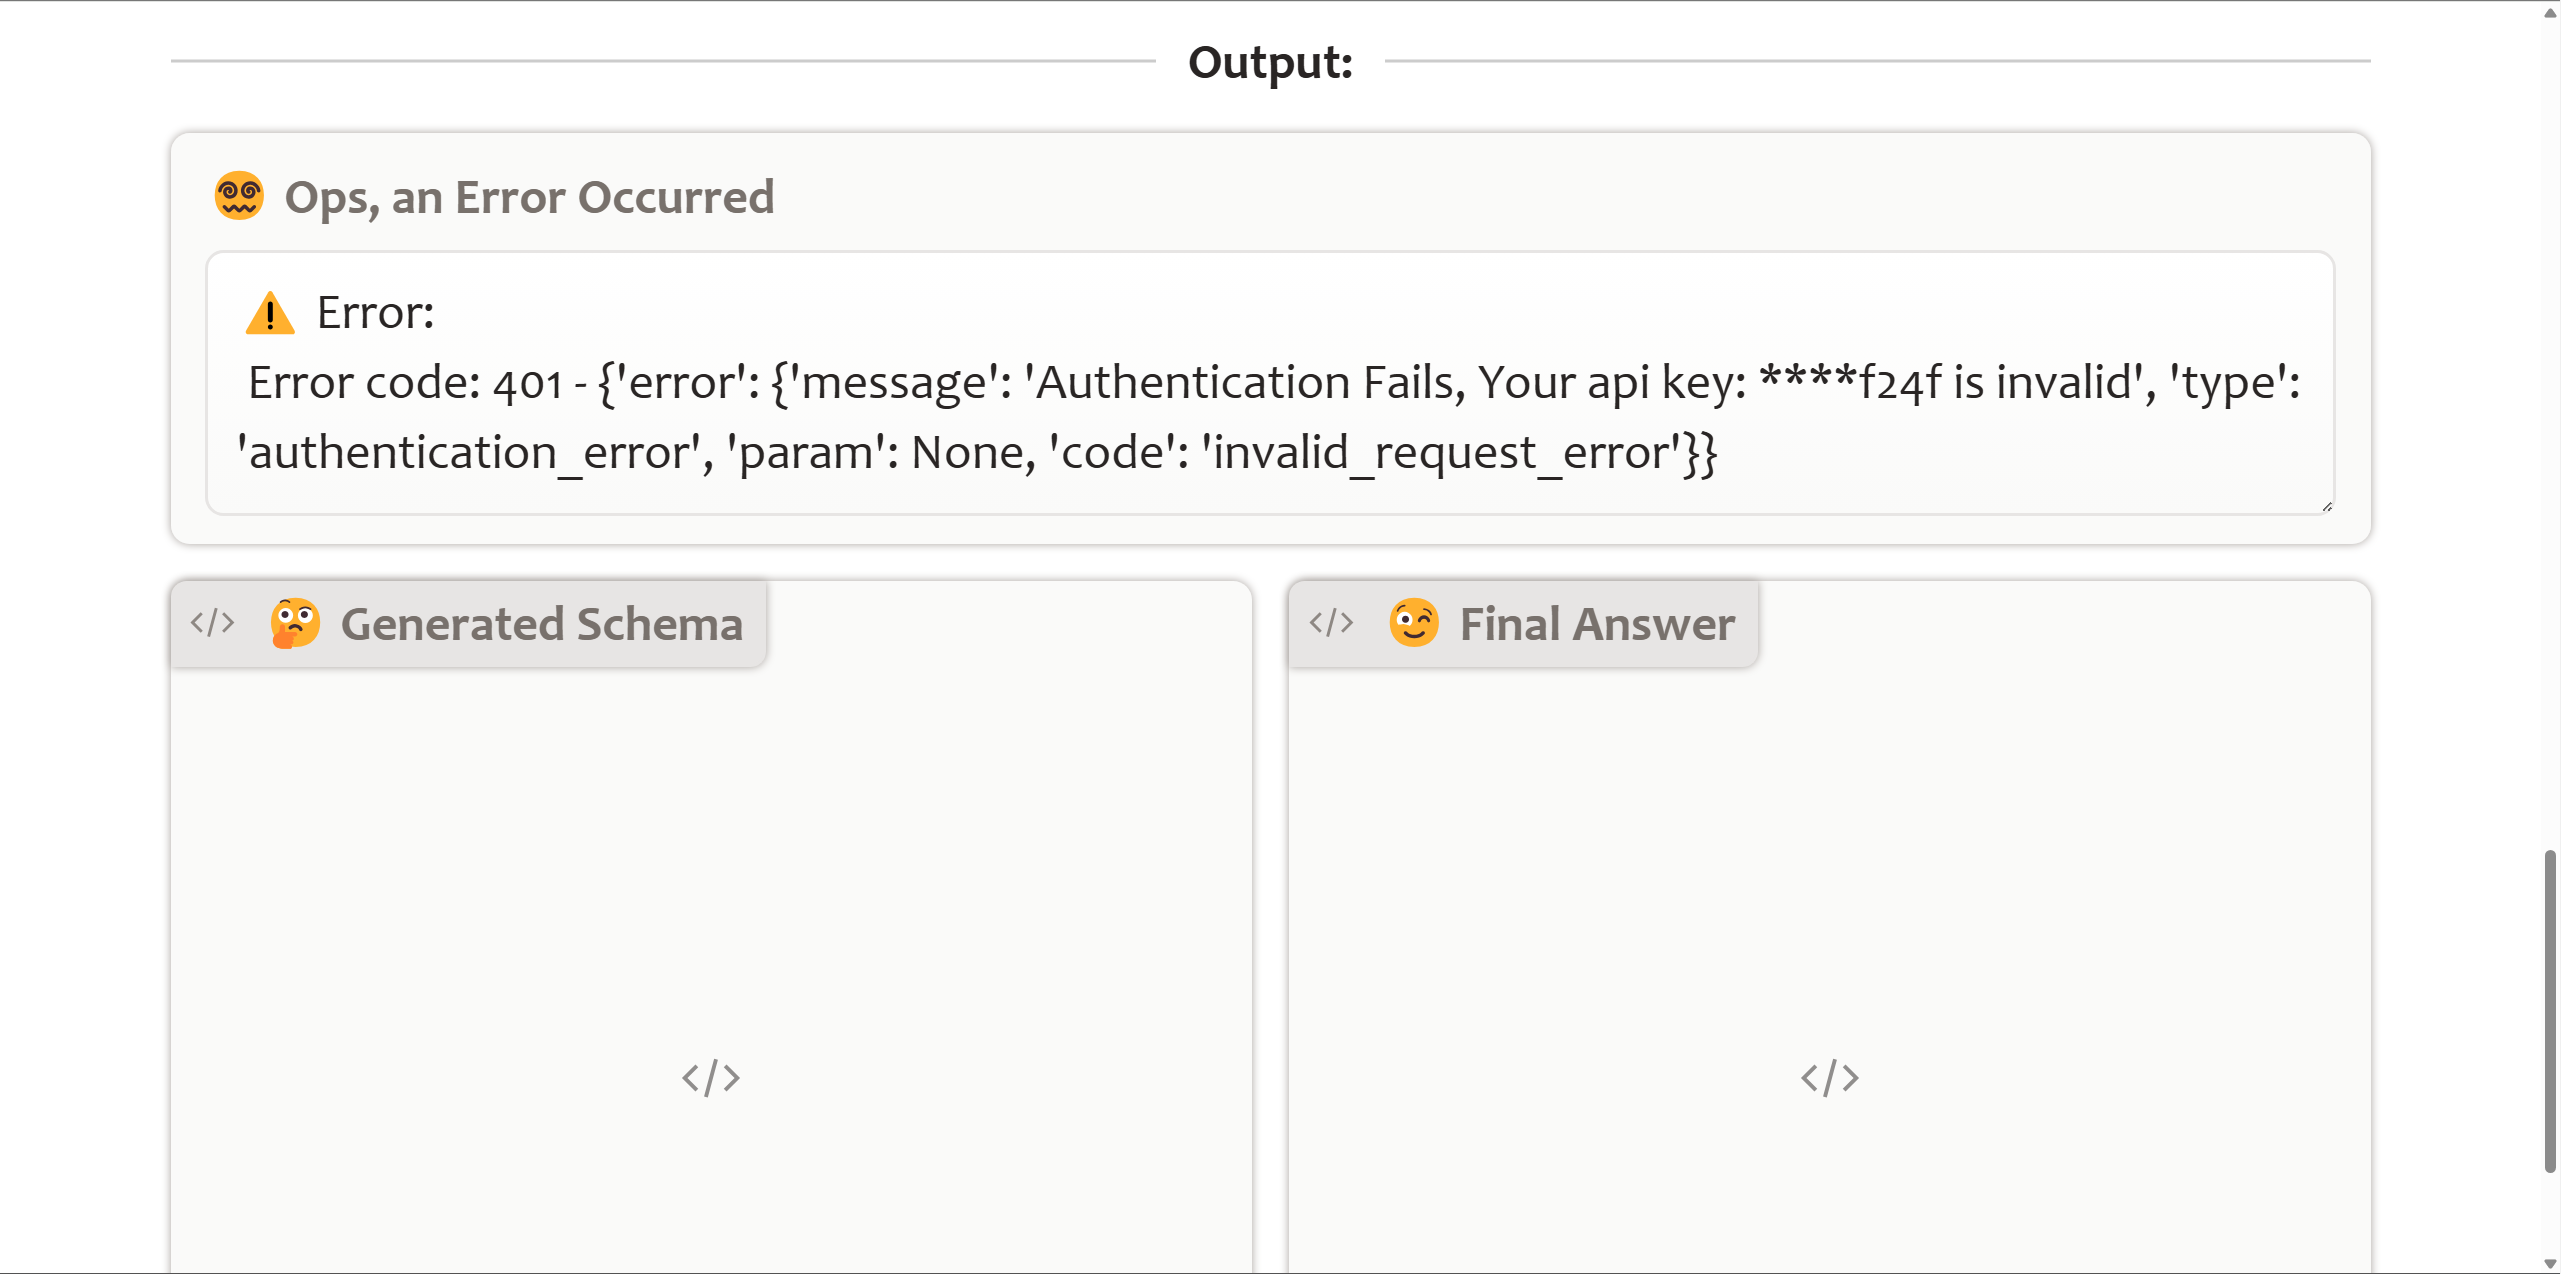 Output:
Ops, an Error Occurred
Error:
Error code: 401 - {'error': {'message': 'Authentication Fails, Your api key: ****f24f is invalid', 'type':
'authentication_error', 'param': None, 'code': 'invalid_request_error'}}
</> Generated Schema
</> Final Answer
</>
</>